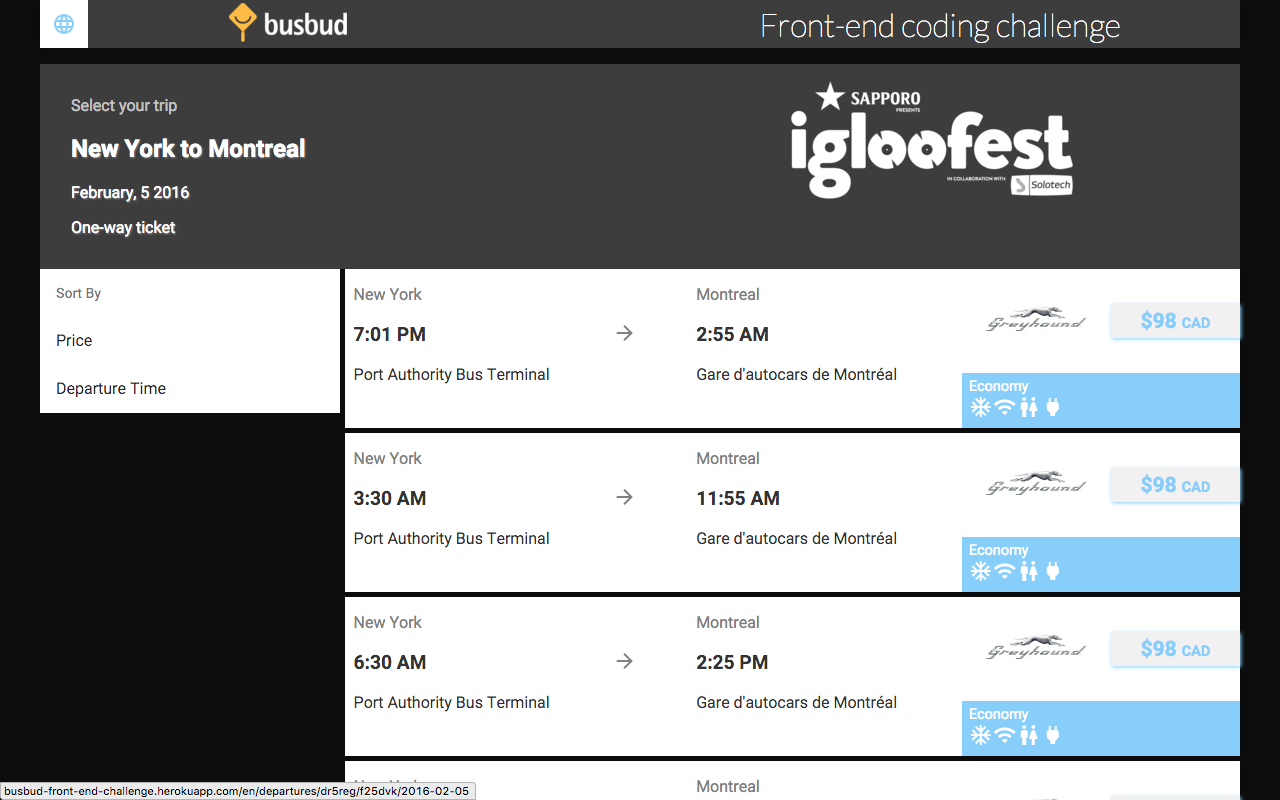 busbud
Front-end coding challenge
Select your trip
New York to Montreal
February, 5 2016
One-way ticket
SAPPORO
PRESENTS
igloofest
IN COLLABORATION WITH
Solotech
Sort By
Price
Departure Time
New York
Montreal
7:01 PM
2:55 AM
Port Authority Bus Terminal
Gare d'autocars de Montréal
Greyhound
$98 CAD
Economy
New York
Montreal
3:30 AM
11:55 AM
Port Authority Bus Terminal
Gare d'autocars de Montréal
Greyhound
$98 CAD
Economy
New York
Montreal
6:30 AM
2:25 PM
Port Authority Bus Terminal
Gare d'autocars de Montréal
Greyhound
$98 CAD
Economy
New York
Montreal
busbud-front-end-challenge.herokuapp.com/en/departures/dr5reg/f25dvk/2016-02-05